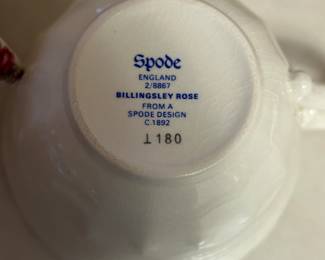 Spode
ENGLAND
2/8867
BILLINGSLEY ROSE
FROM A
SPODE DESIGN
C.1892
⊥ 180